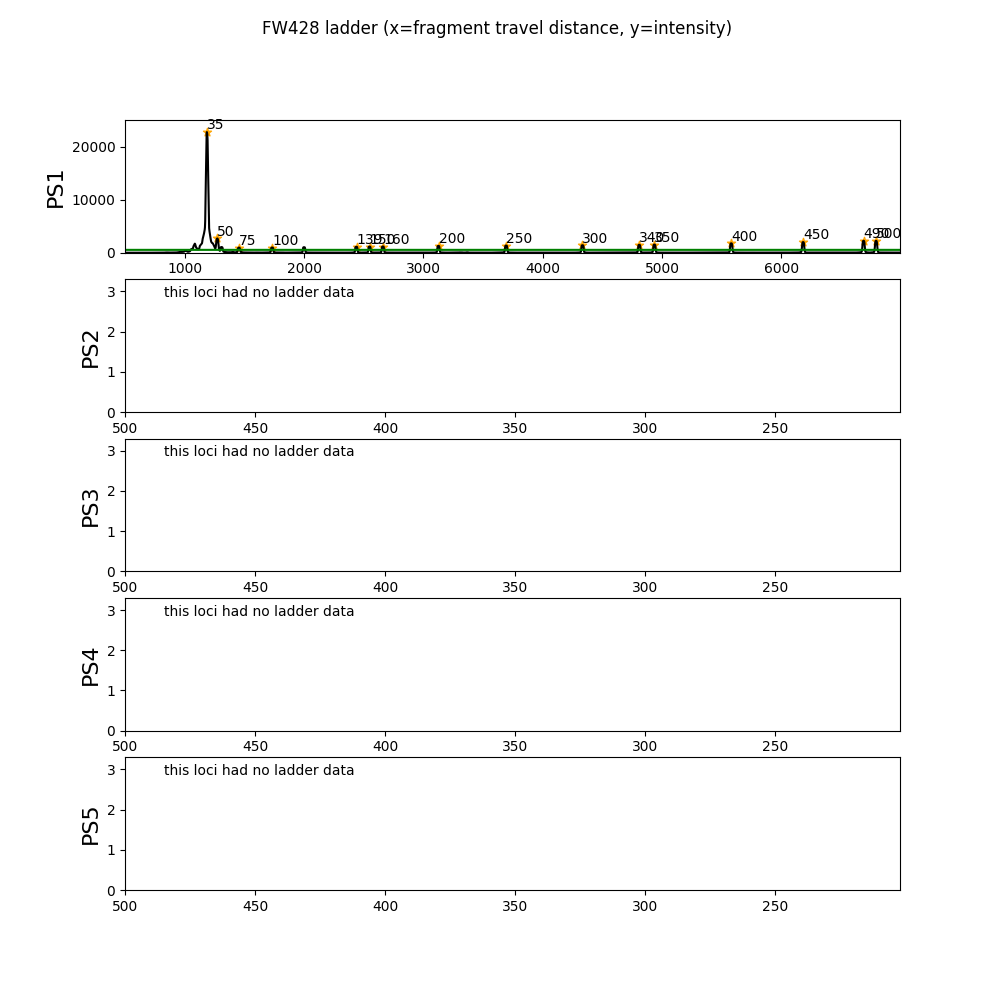 FW428 ladder (x=fragment travel distance, y=intensity)
PS1
20000
10000
0
35
50
75
100
139
150
160
200
250
300
340
350
400
450
490
500
1000 2000 3000 4000 5000 6000
PS2
3
2
1
0
this loci had no ladder data
500 450 400 350 300 250
PS3
3
2
1
0
this loci had no ladder data
500 450 400 350 300 250
PS4
3
2
1
0
this loci had no ladder data
500 450 400 350 300 250
PS5
3
2
1
0
this loci had no ladder data
500 450 400 350 300 250